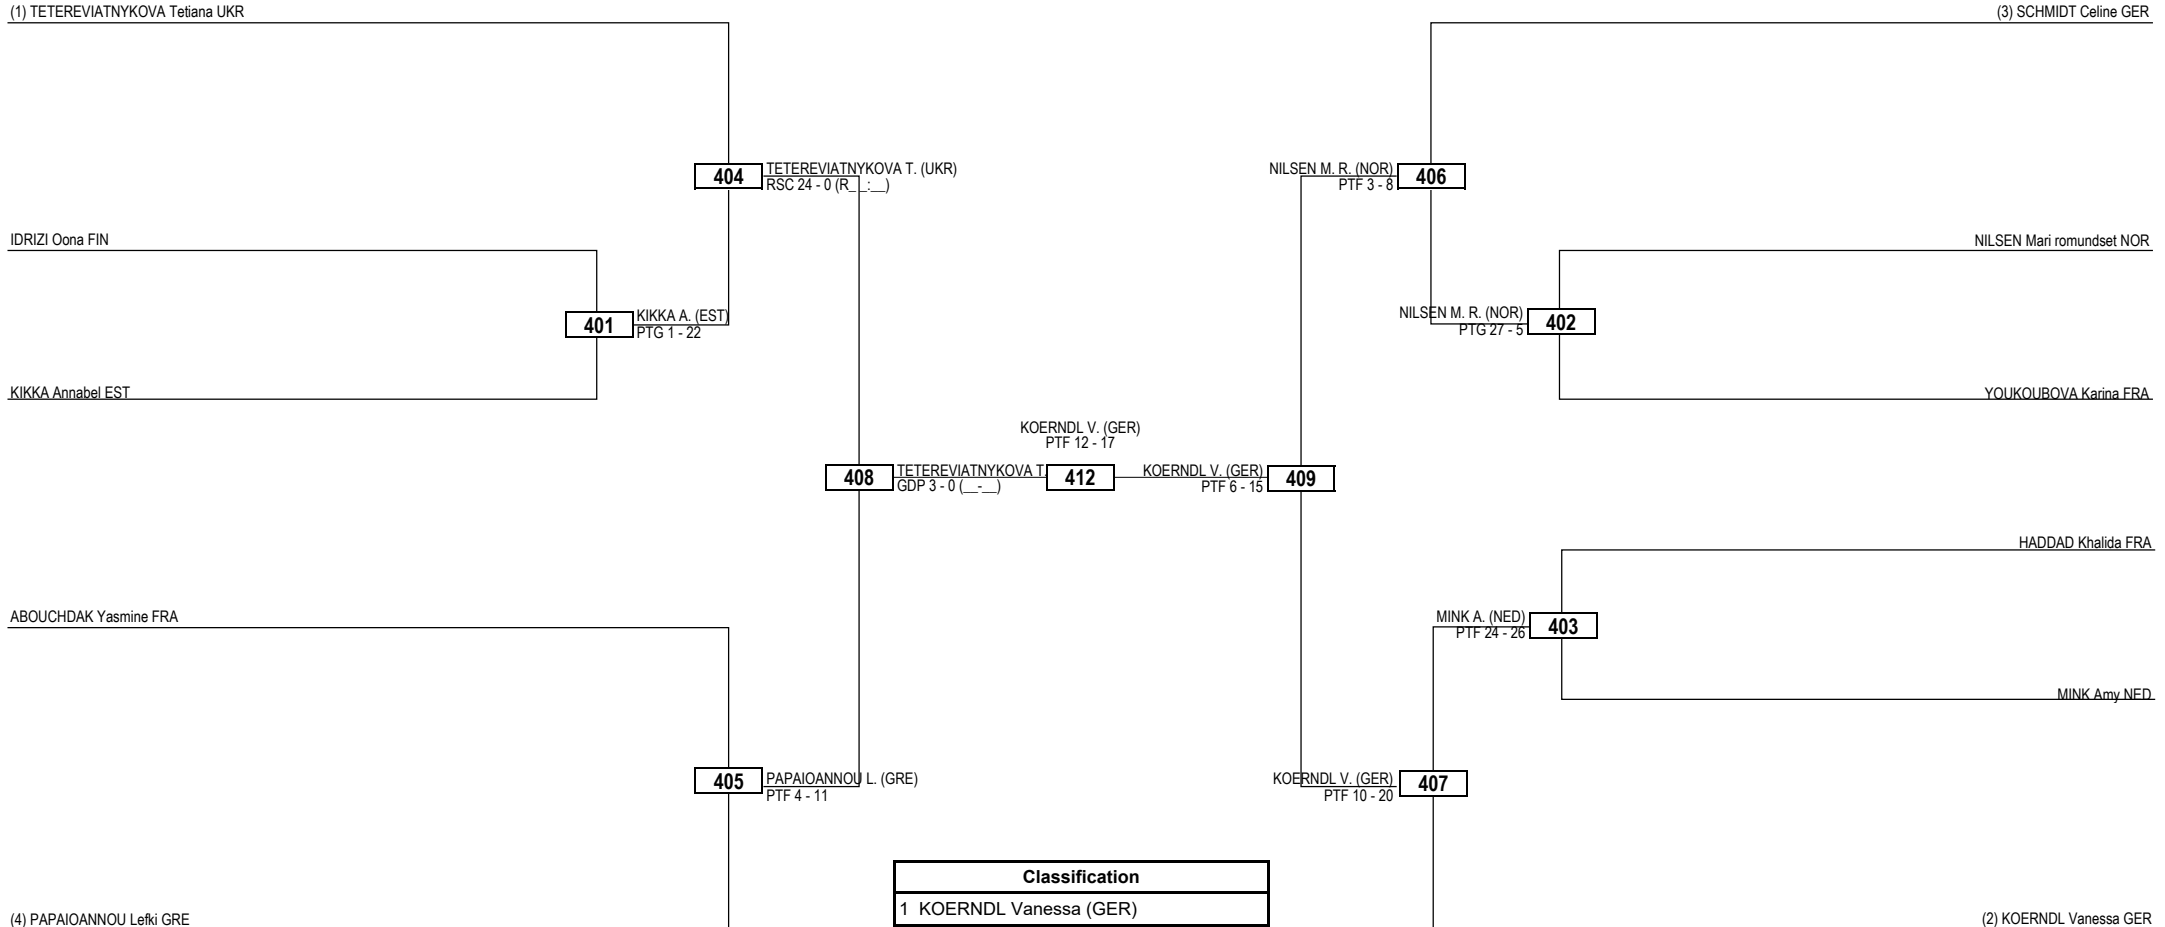 (1) TETEREVIATNYKOVA Tetiana UKR
(3) SCHMIDT Celine GER
404
TETEREVIATNYKOVA T. (UKR)
RSC 24 - 0 (R__:__)
NILSEN M. R. (NOR)
PTF 3 - 8
406
IDRIZI Oona FIN
NILSEN Mari romundset NOR
401
KIKKA A. (EST)
PTG 1 - 22
NILSEN M. R. (NOR)
PTG 27 - 5
402
KIKKA Annabel EST
YOUKOUBOVA Karina FRA
KOERNDL V. (GER)
PTF 12 - 17
408
TETEREVIATNYKOVA T.
GDP 3 - 0 (__-__)
412
KOERNDL V. (GER)
PTF 6 - 15
409
HADDAD Khalida FRA
ABOUCHDAK Yasmine FRA
MINK A. (NED)
PTF 24 - 26
403
MINK Amy NED
405
PAPAIOANNOU L. (GRE)
PTF 4 - 11
KOERNDL V. (GER)
PTF 10 - 20
407
Classification
1 KOERNDL Vanessa (GER)
(4) PAPAIOANNOU Lefki GRE
(2) KOERNDL Vanessa GER